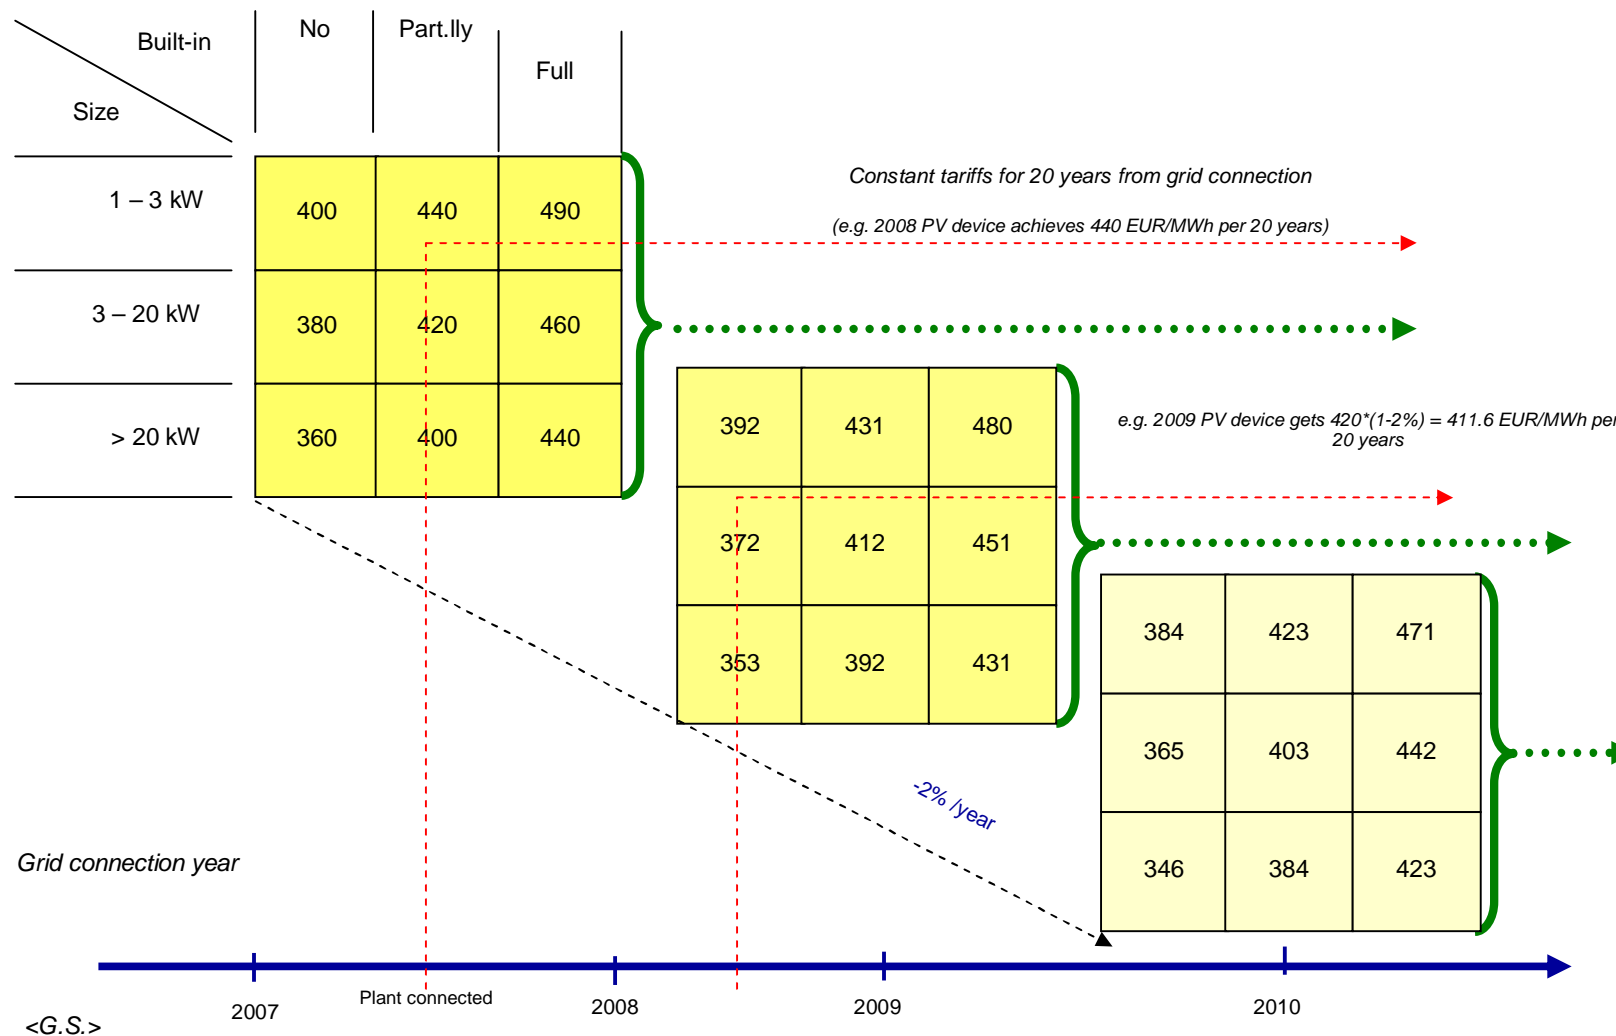 Built-in
No
Part.lly
Full
Size
1 – 3 kW
400
440
490
Constant tariffs for 20 years from grid connection
(e.g. 2008 PV device achieves 440 EUR/MWh per 20 years)
3 – 20 kW
380
420
460
> 20 kW
360
400
440
392
431
480
e.g. 2009 PV device gets 420*(1-2%) = 411.6 EUR/MWh per
20 years
372
412
451
353
392
431
384
423
471
365
403
442
346
384
423
-2% /year
Grid connection year
Plant connected
2007
2008
2009
2010
<G.S.>